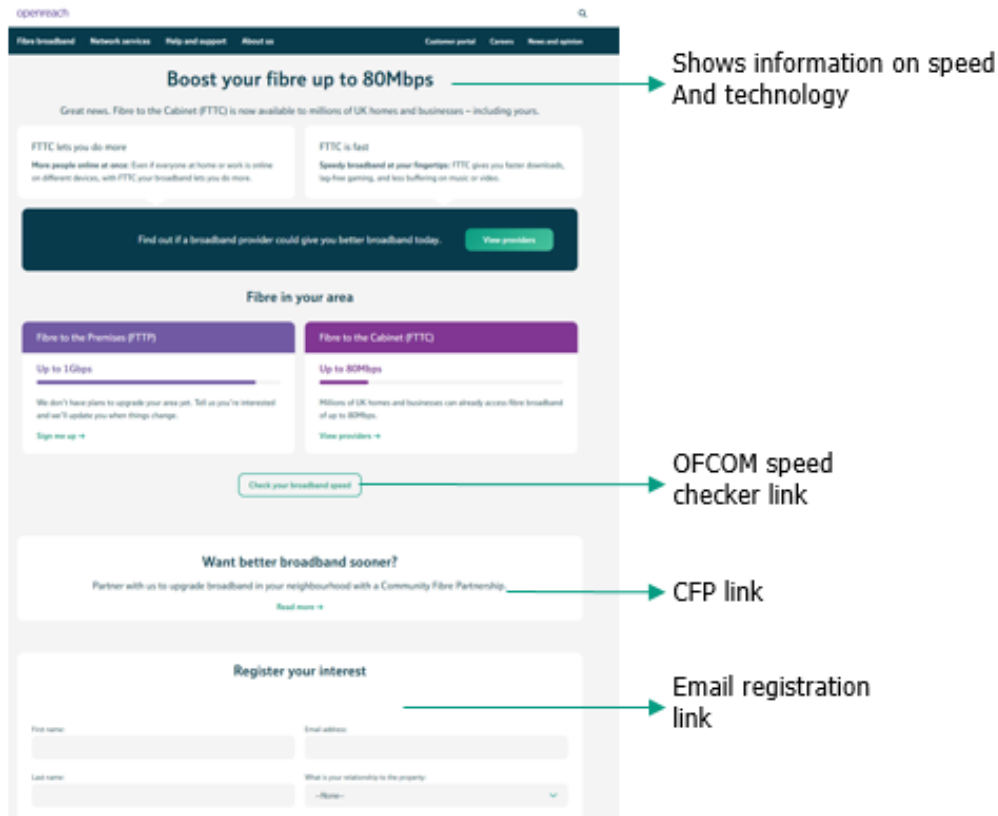 openreach
Fibre broadband Network services Help and support About us Customer portal Careers News and opinion
Boost your fibre up to 80Mbps
Shows information on speed
And technology
Great news. Fibre to the Cabinet (FTTC) is now available to millions of UK homes and businesses – including yours.
FTTC lets you do more
More people online at once: Even if everyone at home or work is online
on different devices, with FTTC your broadband lets you do more.
FTTC is fast
Speedy broadband at your fingertips: FTTC gives you faster downloads,
lag-free gaming, and less buffering on music or video.
Find out if a broadband provider could give you better broadband today.
View providers
Fibre in your area
Fibre to the Premises (FTTP)
Up to 1Gbps
We don't have plans to upgrade your area yet. Tell us you're interested
and we'll update you when things change.
Sign me up →
Fibre to the Cabinet (FTTC)
Up to 80Mbps
Millions of UK homes and businesses can already access fibre broadband
of up to 80Mbps.
View providers →
Check your broadband speed
OFCOM speed
checker link
Want better broadband sooner?
Partner with us to upgrade broadband in your neighbourhood with a Community Fibre Partnership.
Read more →
CFP link
Register your interest
Email registration
link
First name:
Email address:
Last name:
What is your relationship to the property:
--None--